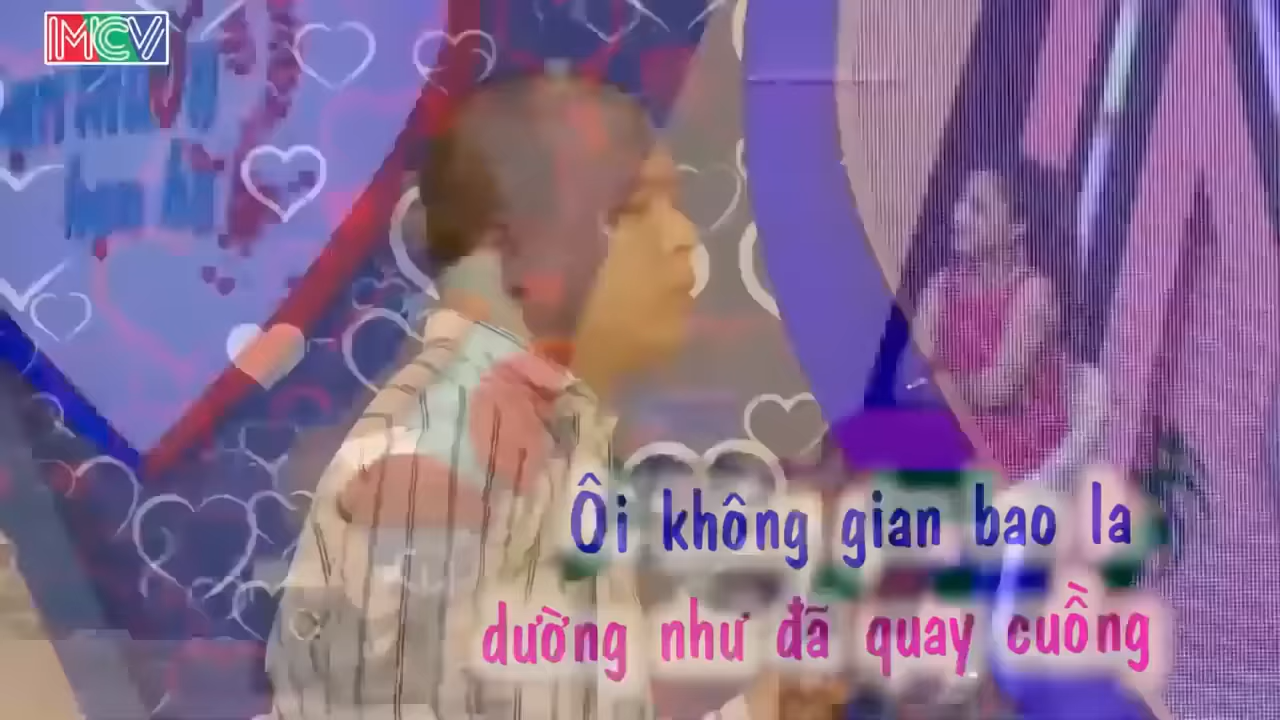 MCV
Ôi không gian bao la
dường như đã quay cuồng